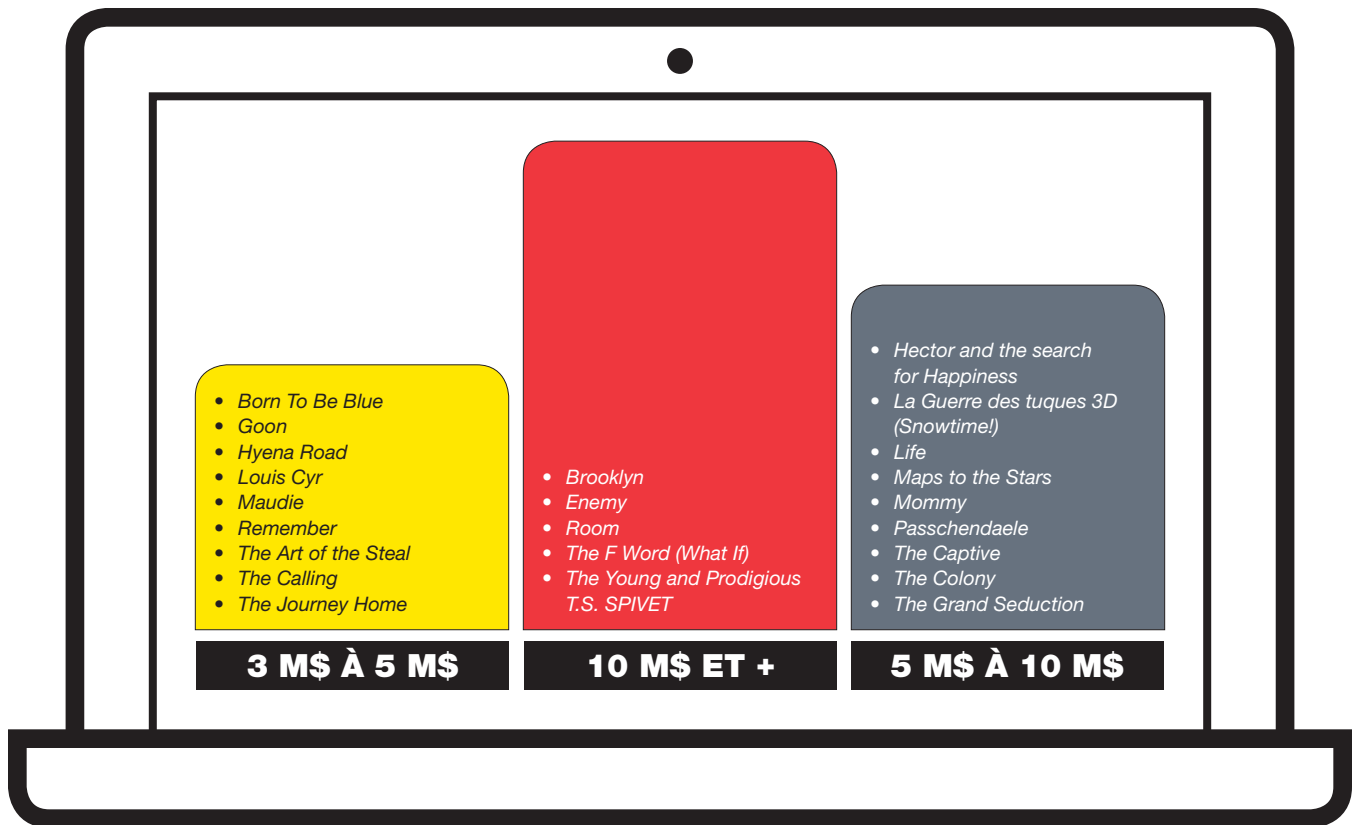 • Born To Be Blue
• Goon
• Hyena Road
• Louis Cyr
• Maudie
• Remember
• The Art of the Steal
• The Calling
• The Journey Home
3 M$ À 5 M$
• Brooklyn
• Enemy
• Room
• The F Word (What If)
• The Young and Prodigious
T.S. SPIVET
10 M$ ET +
• Hector and the search
for Happiness
• La Guerre des tuques 3D
(Snowtime!)
• Life
• Maps to the Stars
• Mommy
• Passchendaele
• The Captive
• The Colony
• The Grand Seduction
5 M$ À 10 M$